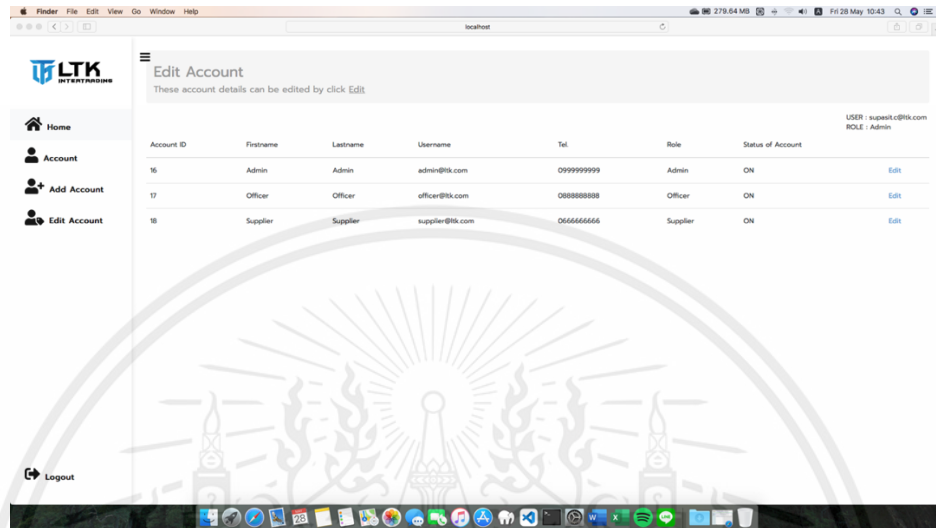 Finder File Edit View Go Window Help 279.64 MB Fri 28 May 10:43
localhost
LTK
INTERTRADING
Edit Account
These account details can be edited by click Edit
Home
Account
Add Account
Edit Account
Logout
USER : supasit.c@ltk.com
ROLE : Admin
Account ID Firstname Lastname Username Tel. Role Status of Account
16 Admin Admin admin@ltk.com 0999999999 Admin ON Edit
17 Officer Officer officer@ltk.com 0888888888 Officer ON Edit
18 Supplier Supplier supplier@ltk.com 0666666666 Supplier ON Edit
28